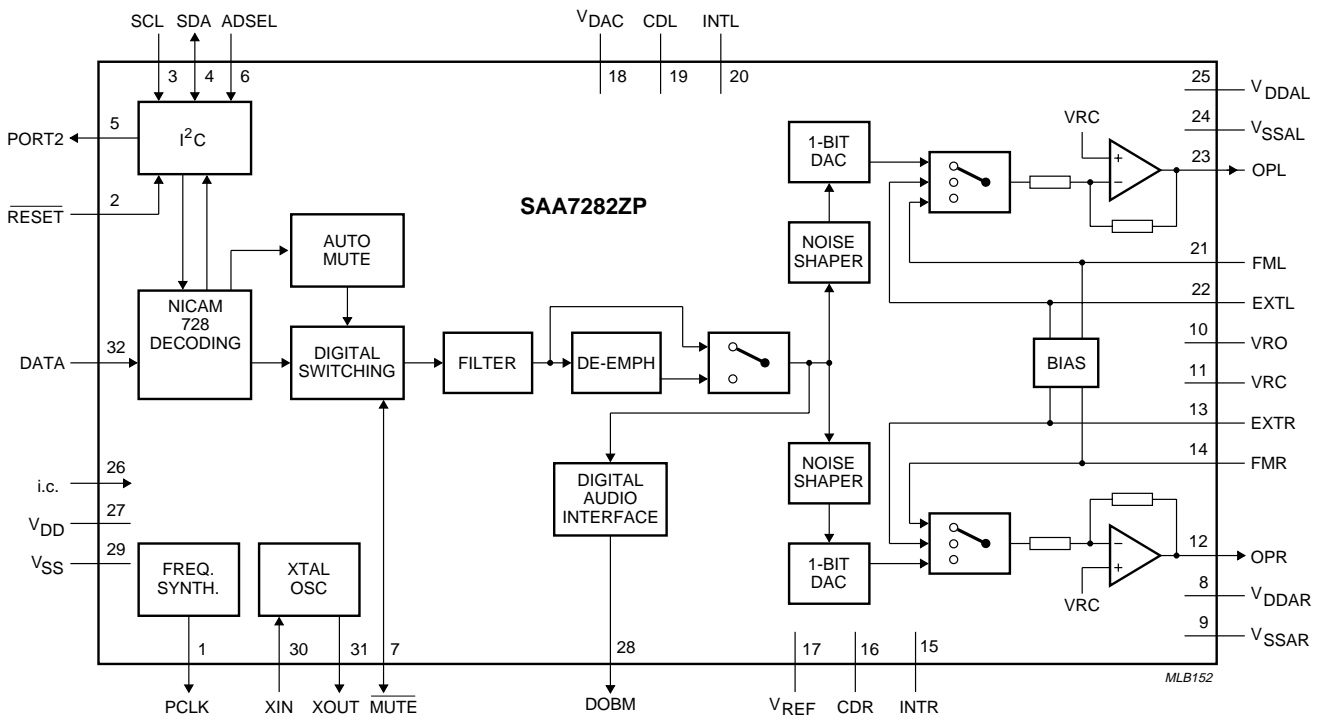 SCL SDA ADSEL
V_DAC CDL INTL
3 4 6
18 19 20
25 V_DDAL
PORT2 5
I²C
24 V_SSAL
1-BIT
DAC
VRC
+
−
23 OPL
RESET 2
SAA7282ZP
AUTO
MUTE
NOISE
SHAPER
21 FML
22 EXTL
NICAM
728
DECODING
DATA 32
DIGITAL
SWITCHING
FILTER
DE-EMPH
10 VRO
BIAS
11 VRC
13 EXTR
14 FMR
NOISE
SHAPER
DIGITAL
AUDIO
INTERFACE
i.c. 26
V_DD 27
V_SS 29
FREQ.
SYNTH.
XTAL
OSC
1-BIT
DAC
−
+
VRC
12 OPR
8 V_DDAR
9 V_SSAR
1 30 31 7 28 17 16 15
MLB152
PCLK XIN XOUT MUTE DOBM V_REF CDR INTR